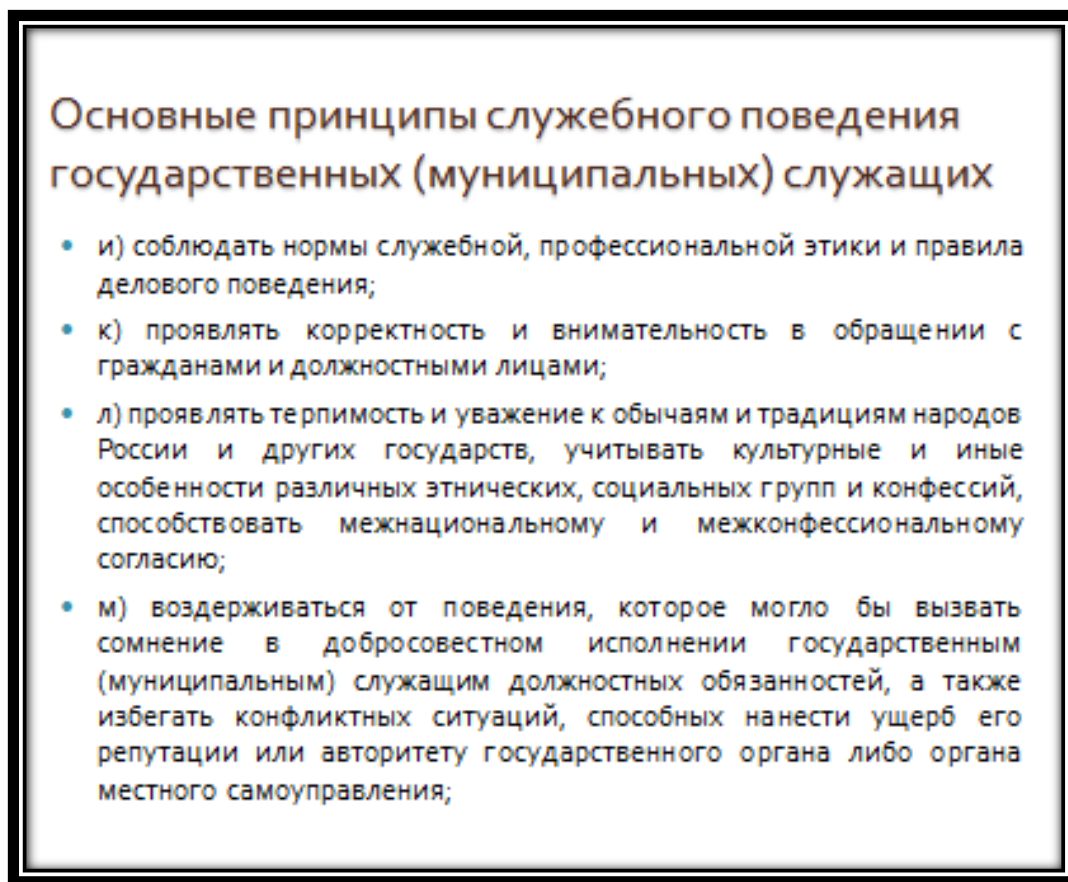 Основные принципы служебного поведения
государственных (муниципальных) служащих
• и) соблюдать нормы служебной, профессиональной этики и правила
делового поведения;
• к) проявлять корректность и внимательность в обращении с
гражданами и должностными лицами;
• л) проявлять терпимость и уважение к обычаям и традициям народов
России и других государств, учитывать культурные и иные
особенности различных этнических, социальных групп и конфессий,
способствовать межнациональному и межконфессиональному
согласию;
• м) воздерживаться от поведения, которое могло бы вызвать
сомнение в добросовестном исполнении государственным
(муниципальным) служащим должностных обязанностей, а также
избегать конфликтных ситуаций, способных нанести ущерб его
репутации или авторитету государственного органа либо органа
местного самоуправления;